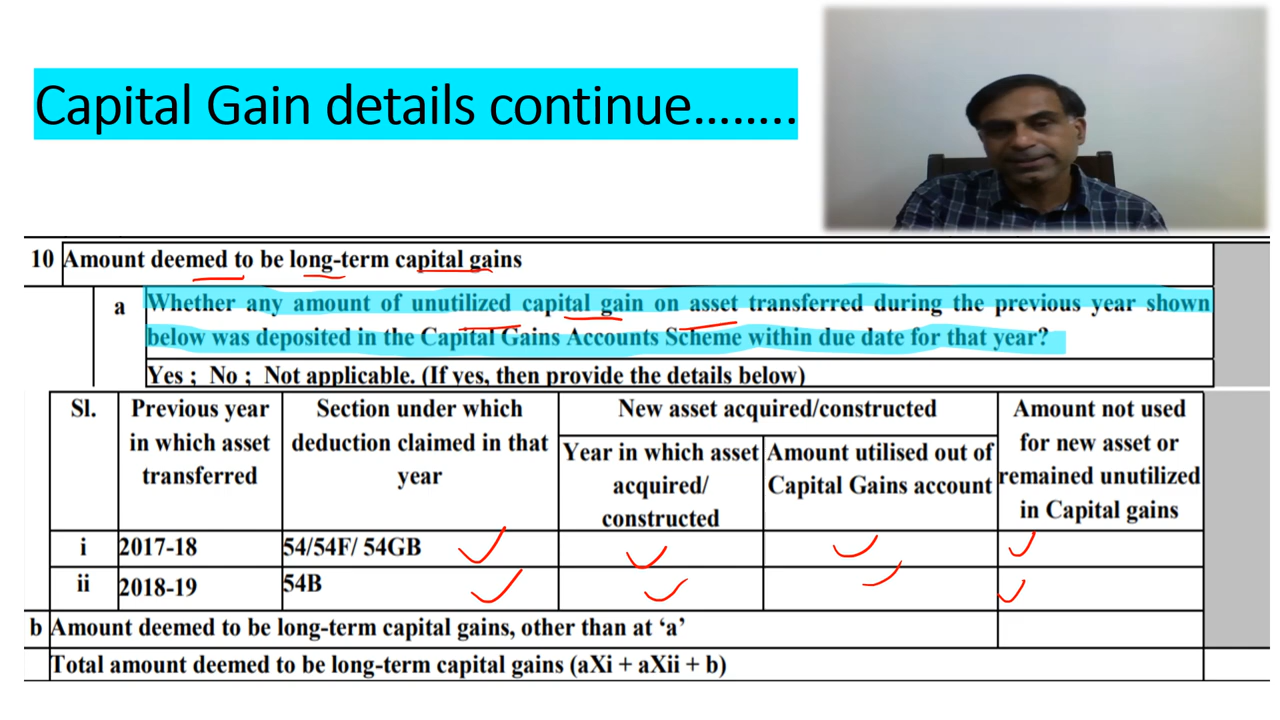 Capital Gain details continue........
10 Amount deemed to be long-term capital gains
a Whether any amount of unutilized capital gain on asset transferred during the previous year shown
below was deposited in the Capital Gains Accounts Scheme within due date for that year?
Yes ; No ; Not applicable. (If yes, then provide the details below)
Sl.
Previous year
in which asset
transferred
Section under which
deduction claimed in that
year
New asset acquired/constructed
Year in which asset
acquired/
constructed
Amount utilised out of
Capital Gains account
Amount not used
for new asset or
remained unutilized
in Capital gains
i 2017-18 54/54F/ 54GB
ii 2018-19 54B
b Amount deemed to be long-term capital gains, other than at ‘a’
Total amount deemed to be long-term capital gains (aXi + aXii + b)